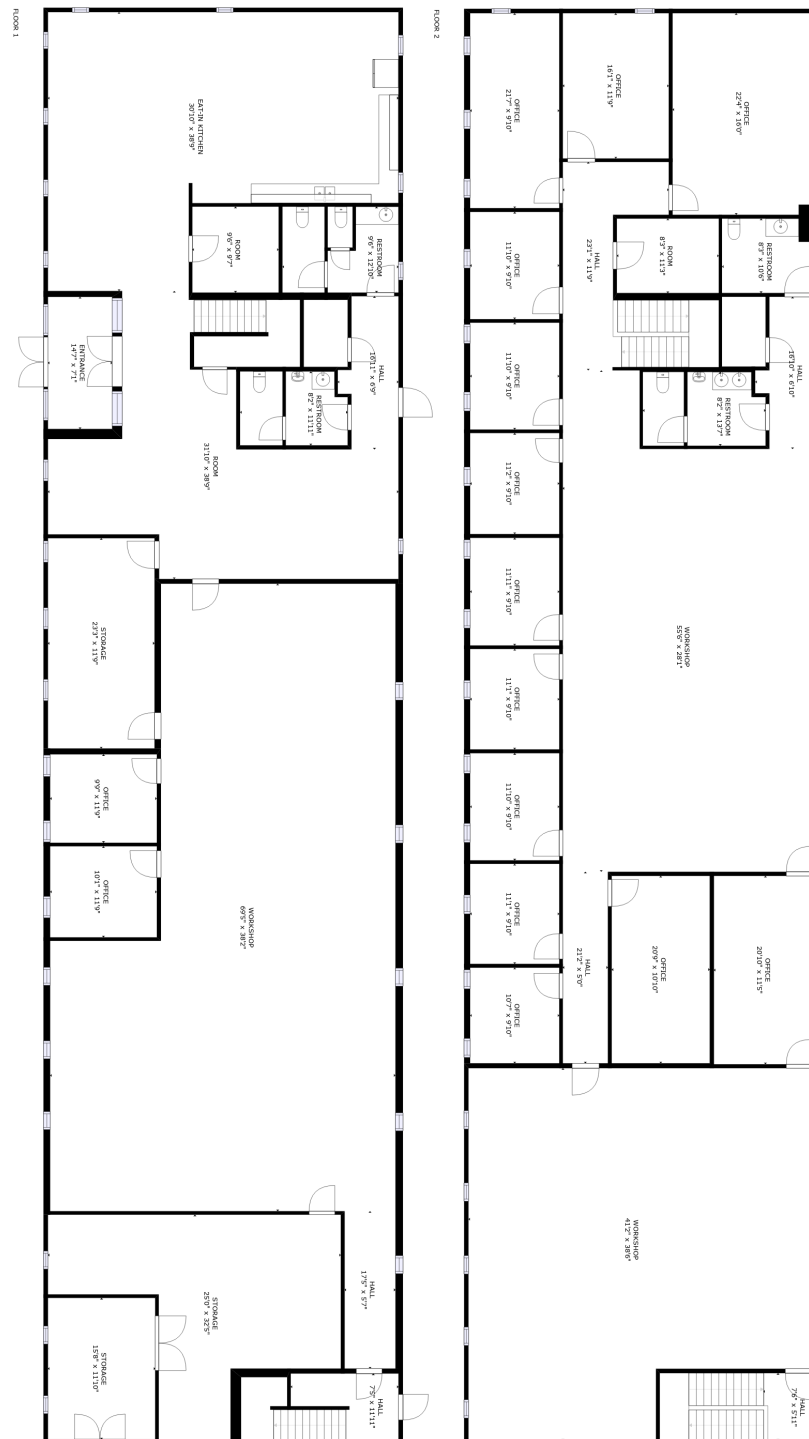 FLOOR 1
EAT-IN KITCHEN
30'10" x 38'9"
ROOM
9'6" x 9'7"
RESTROOM
9'6" x 12'10"
ENTRANCE
14'7" x 7'1"
HALL
16'11" x 6'9"
RESTROOM
8'2" x 11'11"
ROOM
31'10" x 38'9"
STORAGE
23'3" x 11'9"
OFFICE
9'9" x 11'9"
OFFICE
10'1" x 11'9"
WORKSHOP
69'5" x 38'2"
HALL
17'5" x 5'7"
STORAGE
25'0" x 32'5"
STORAGE
15'8" x 11'10"
HALL
7'5" x 11'11"
FLOOR 2
OFFICE
21'7" x 9'10"
OFFICE
16'1" x 11'9"
OFFICE
22'4" x 16'0"
OFFICE
11'10" x 9'10"
HALL
23'1" x 11'9"
ROOM
8'3" x 11'3"
RESTROOM
8'3" x 10'6"
OFFICE
11'10" x 9'10"
HALL
16'10" x 6'10"
RESTROOM
8'2" x 13'7"
OFFICE
11'2" x 9'10"
OFFICE
11'11" x 9'10"
WORKSHOP
55'6" x 28'1"
OFFICE
11'1" x 9'10"
OFFICE
11'10" x 9'10"
OFFICE
11'1" x 9'10"
OFFICE
10'7" x 9'10"
HALL
21'2" x 5'0"
OFFICE
20'9" x 10'10"
OFFICE
20'10" x 11'5"
WORKSHOP
41'2" x 38'6"
HALL
7'6" x 5'11"